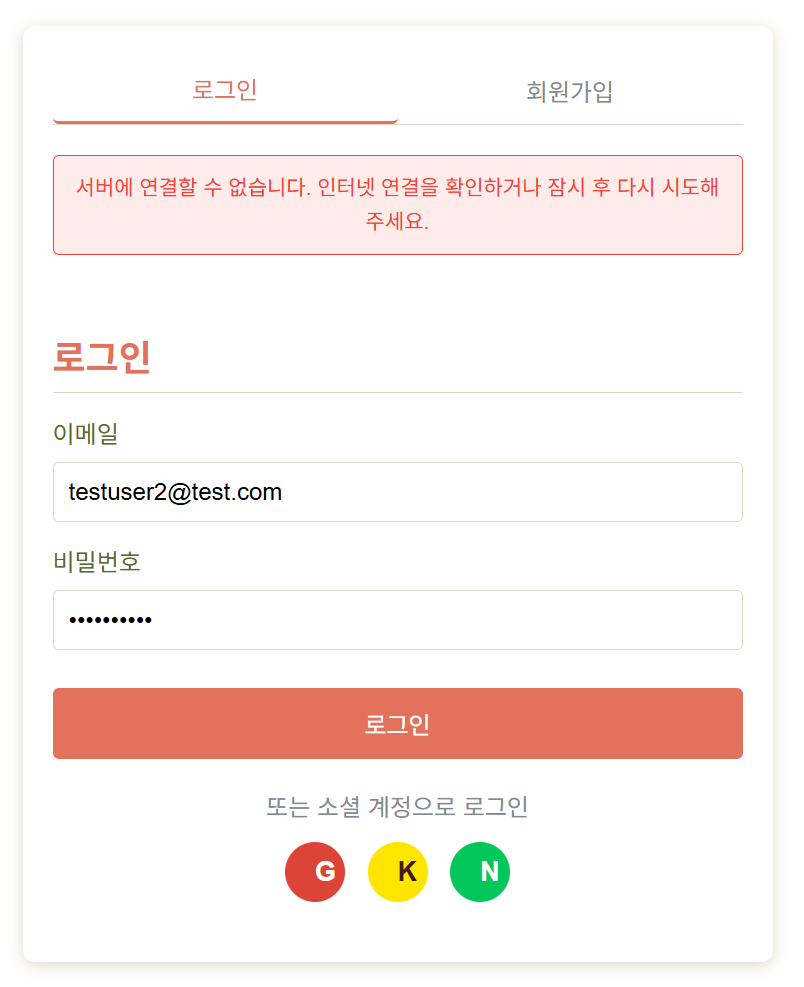 로그인
회원가입
서버에 연결할 수 없습니다. 인터넷 연결을 확인하거나 잠시 후 다시 시도해
주세요.
로그인
이메일
testuser2@test.com
비밀번호
••••••••••
로그인
또는 소셜 계정으로 로그인
G K N